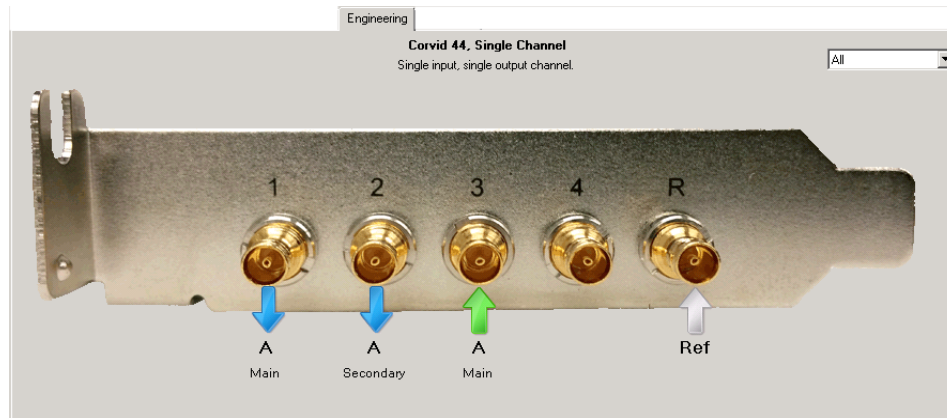 Engineering
Corvid 44, Single Channel
Single input, single output channel.
All
1 2 3 4 R
A A A Ref
Main Secondary Main